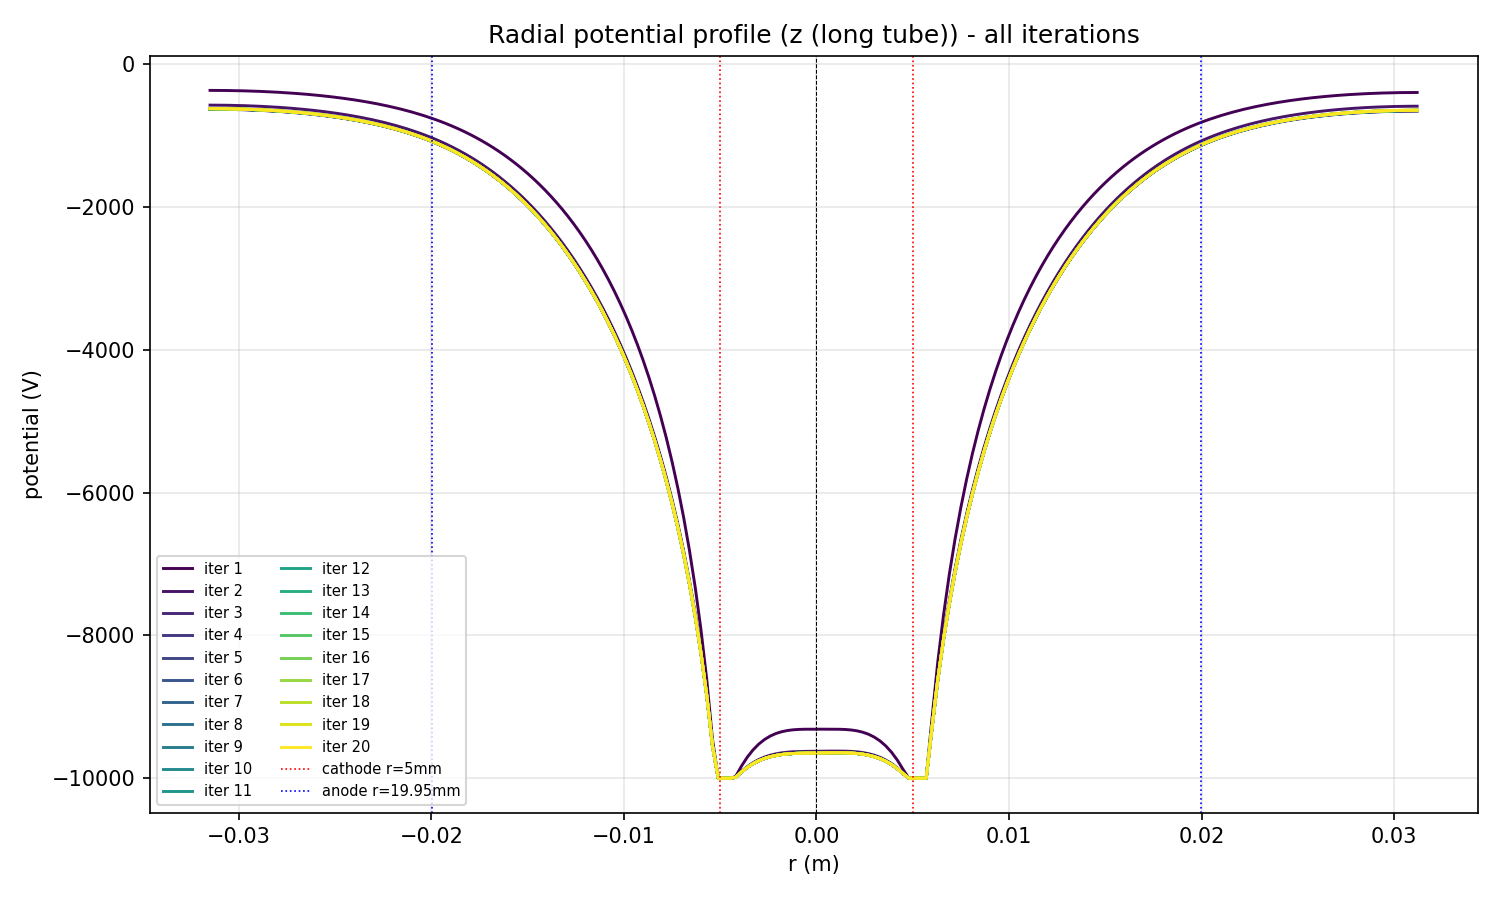 Radial potential profile (z (long tube)) - all iterations
potential (V)
0
−2000
−4000
−6000
−8000
−10000
iter 1
iter 2
iter 3
iter 4
iter 5
iter 6
iter 7
iter 8
iter 9
iter 10
iter 11
iter 12
iter 13
iter 14
iter 15
iter 16
iter 17
iter 18
iter 19
iter 20
cathode r=5mm
anode r=19.95mm
−0.03
−0.02
−0.01
0.00
0.01
0.02
0.03
r (m)